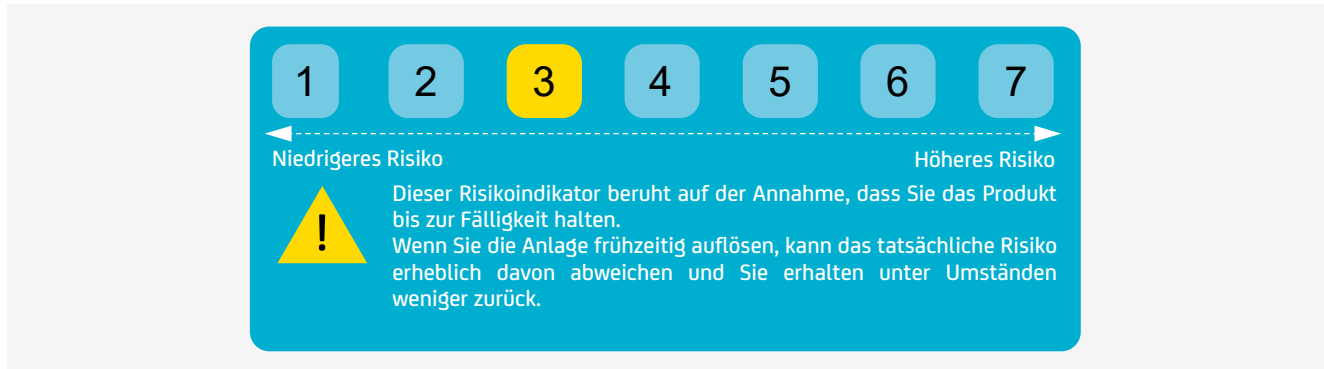 1 2 3 4 5 6 7
Niedrigeres Risiko Höheres Risiko
! Dieser Risikoindikator beruht auf der Annahme, dass Sie das Produkt
bis zur Fälligkeit halten.
Wenn Sie die Anlage frühzeitig auflösen, kann das tatsächliche Risiko
erheblich davon abweichen und Sie erhalten unter Umständen
weniger zurück.